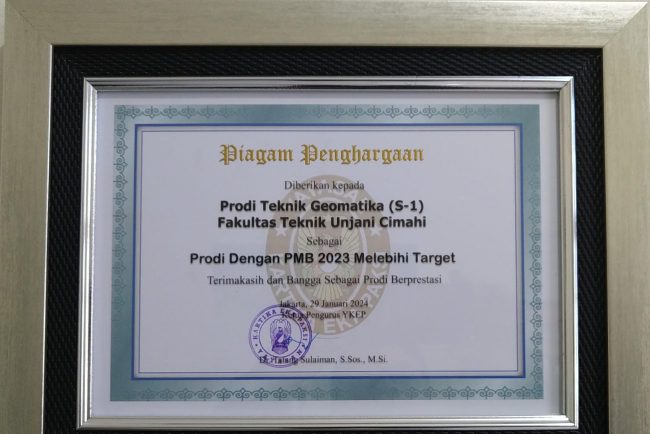 Piagam Penghargaan
Diberikan kepada
Prodi Teknik Geomatika (S-1)
Fakultas Teknik Unjani Cimahi
Sebagai
Prodi Dengan PMB 2023 Melebihi Target
Terimakasih dan Bangga Sebagai Prodi Berprestasi
Jakarta, 29 Januari 2024
Ketua Pengurus YKEP
Sulaiman, S.Sos., M.Si.